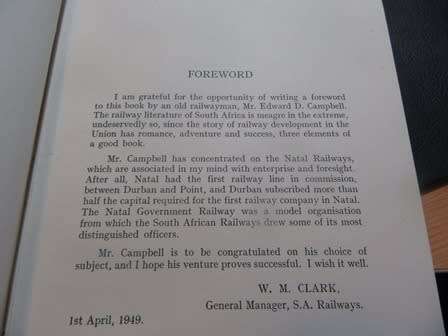 FOREWORD
I am grateful for the opportunity of writing a foreword
to this book by an old railwayman, Mr. Edward D. Campbell.
The railway literature of South Africa is meagre in the extreme,
undeservedly so, since the story of railway development in the
Union has romance, adventure and success, three elements of
a good book.
Mr. Campbell has concentrated on the Natal Railways,
which are associated in my mind with enterprise and foresight.
After all, Natal had the first railway line in commission,
between Durban and Point, and Durban subscribed more than
half the capital required for the first railway company in Natal.
The Natal Government Railway was a model organisation
from which the South African Railways drew some of its most
distinguished officers.
Mr. Campbell is to be congratulated on his choice of
subject, and I hope his venture proves successful. I wish it well.
W. M. CLARK,
General Manager, S.A. Railways.
1st April, 1949.